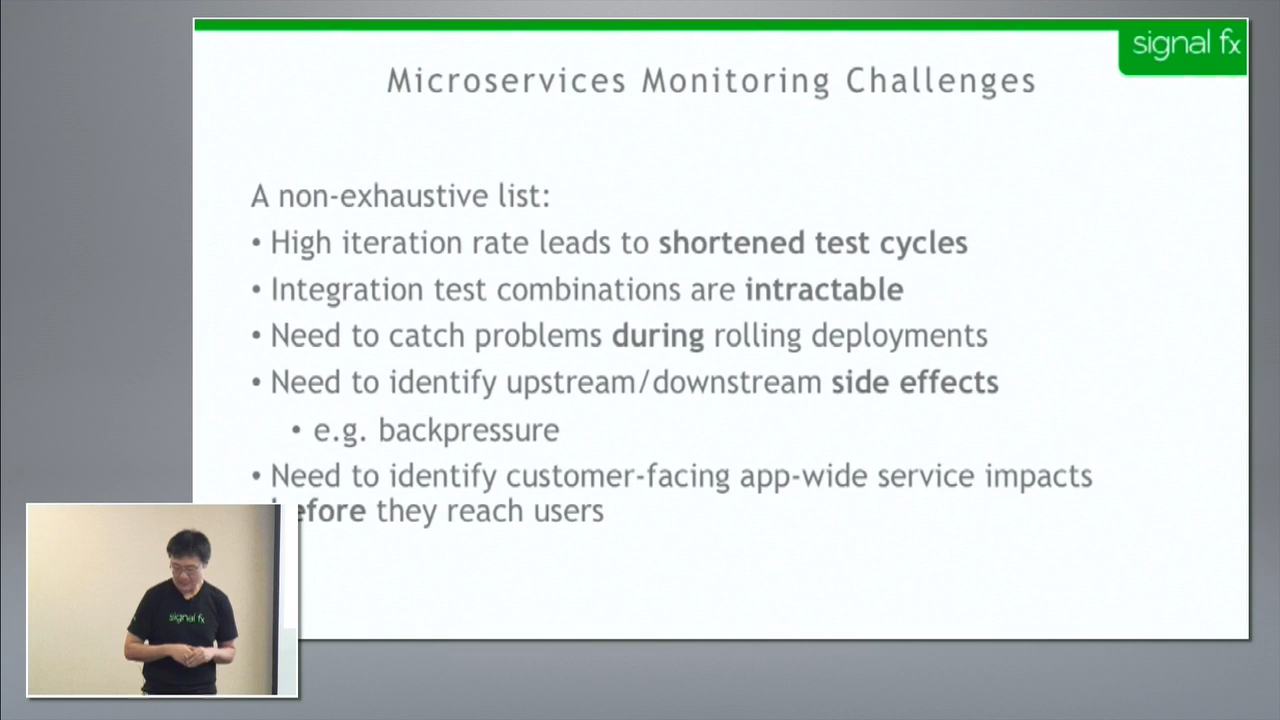 signal fx
Microservices Monitoring Challenges
A non-exhaustive list:
• High iteration rate leads to shortened test cycles
• Integration test combinations are intractable
• Need to catch problems during rolling deployments
• Need to identify upstream/downstream side effects
• e.g. backpressure
• Need to identify customer-facing app-wide service impacts
they reach users
signal fx